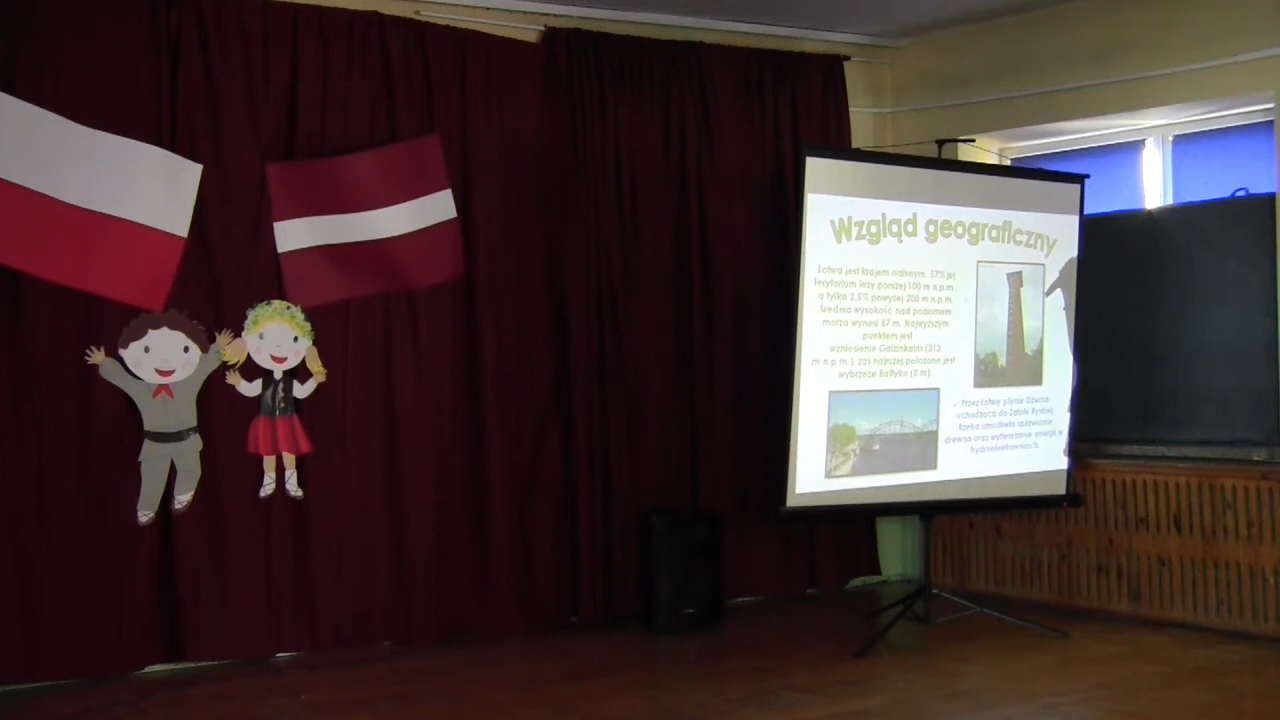 Wzgląd geograficzny
Łotwa jest krajem nizinnym. 57% jej
terytorium leży poniżej 100 m n.p.m.
a tylko 2,5% powyżej 200 m n.p.m.
Średnia wysokość nad poziomem
morza wynosi 87 m. Najwyższym
punktem jest
wzniesienie Gaizinkalns (312
m n.p.m.), zaś najniżej położone jest
wybrzeże Bałtyku (0 m).
Przez Łotwę płynie Dźwina,
uchodząca do Zatoki Ryskiej.
Rzeka umożliwia spławianie
drewna oraz wytwarzanie energii w
hydroelektrowniach.